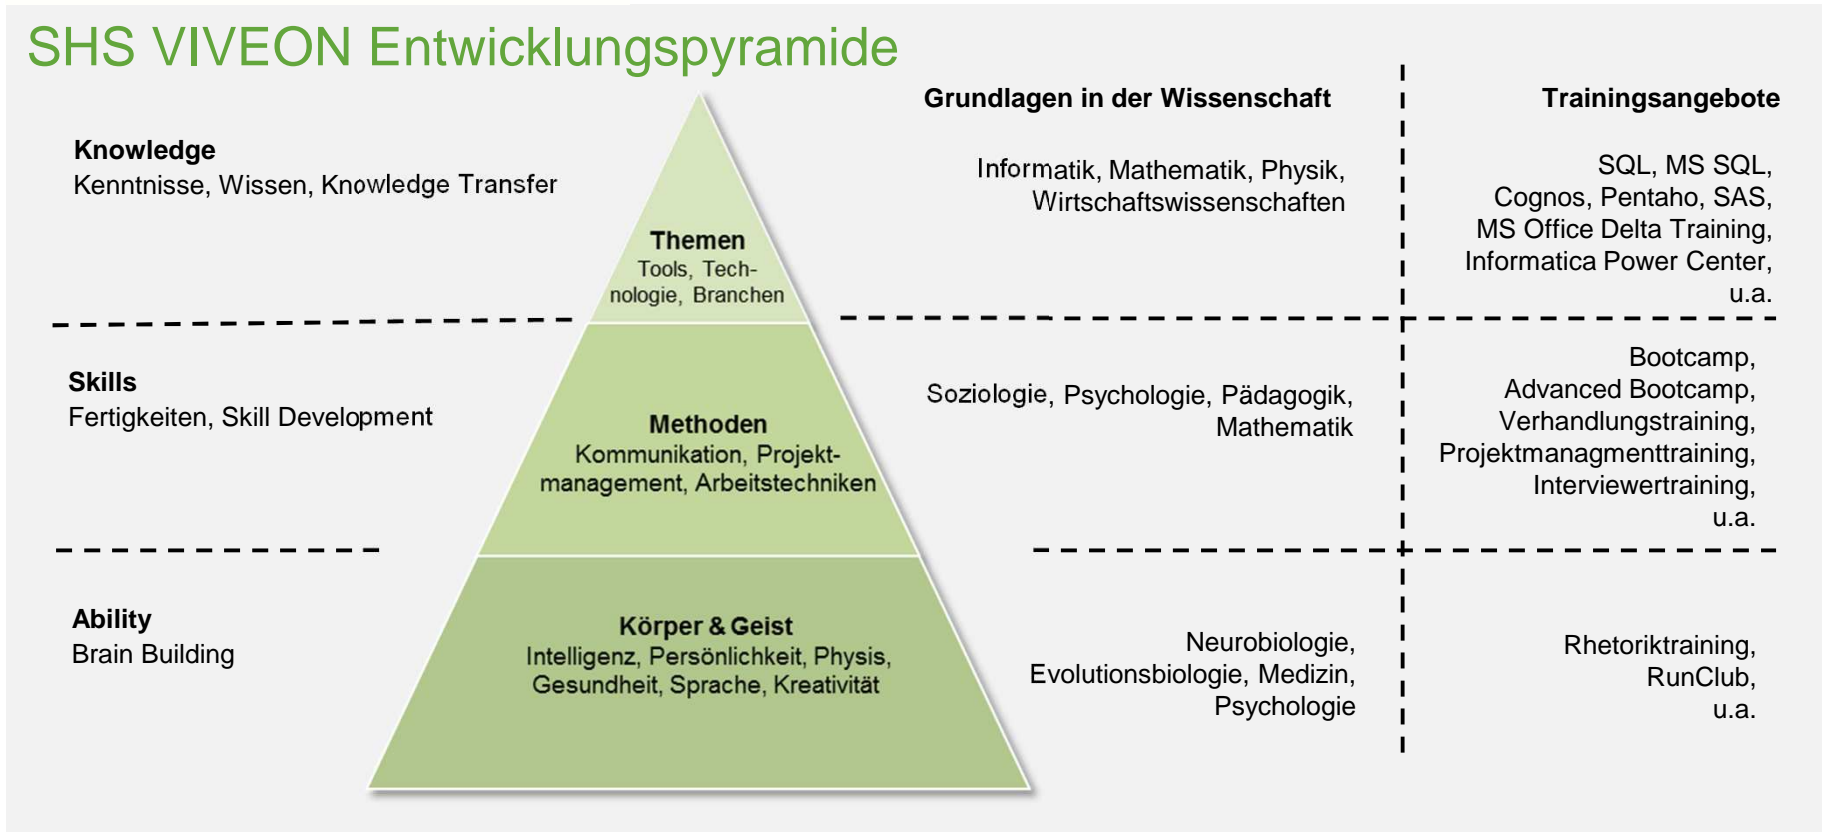 SHS VIVEON Entwicklungspyramide
Grundlagen in der Wissenschaft
Trainingsangebote
Knowledge
Kenntnisse, Wissen, Knowledge Transfer
Themen
Tools, Tech-
nologie, Branchen
Informatik, Mathematik, Physik,
Wirtschaftswissenschaften
SQL, MS SQL,
Cognos, Pentaho, SAS,
MS Office Delta Training,
Informatica Power Center,
u.a.
Skills
Fertigkeiten, Skill Development
Methoden
Kommunikation, Projekt-
management, Arbeitstechniken
Soziologie, Psychologie, Pädagogik,
Mathematik
Bootcamp,
Advanced Bootcamp,
Verhandlungstraining,
Projektmanagmenttraining,
Interviewertraining,
u.a.
Ability
Brain Building
Körper & Geist
Intelligenz, Persönlichkeit, Physis,
Gesundheit, Sprache, Kreativität
Neurobiologie,
Evolutionsbiologie, Medizin,
Psychologie
Rhetoriktraining,
RunClub,
u.a.